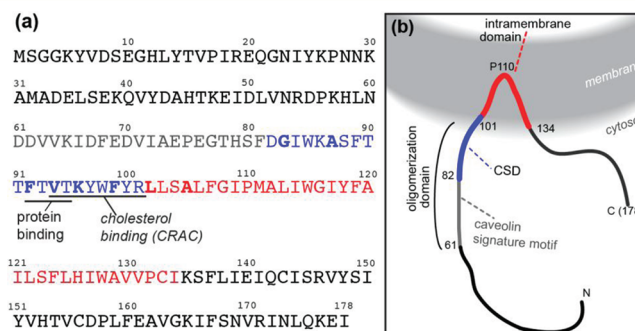 (a)
1 10 20 30
MSGGKYVDSEGHLYTVPIREQGNIYKPNNK
31 40 50 60
AMADELSEKQVYDAHTKEIDLVNRDPKHLN
61 70 80 90
DDVVKIDFEDVIAEPEGTHSFDGIWKASFT
91 100 110 120
TFTVTKYWFYRLLSALFGIPMALIWGIYFA
protein
binding
cholesterol
binding (CRAC)
121 130 140 150
ILSFLHIWAVVPCIKSFLIEIQCISRVYSI
151 160 170 178
YVHTVCDPLFEAVGKIFSNVRINLQKEI
(b)
intramembrane
domain
P110
101
134
oligomerization
domain
82
CSD
caveolin
signature motif
61
N